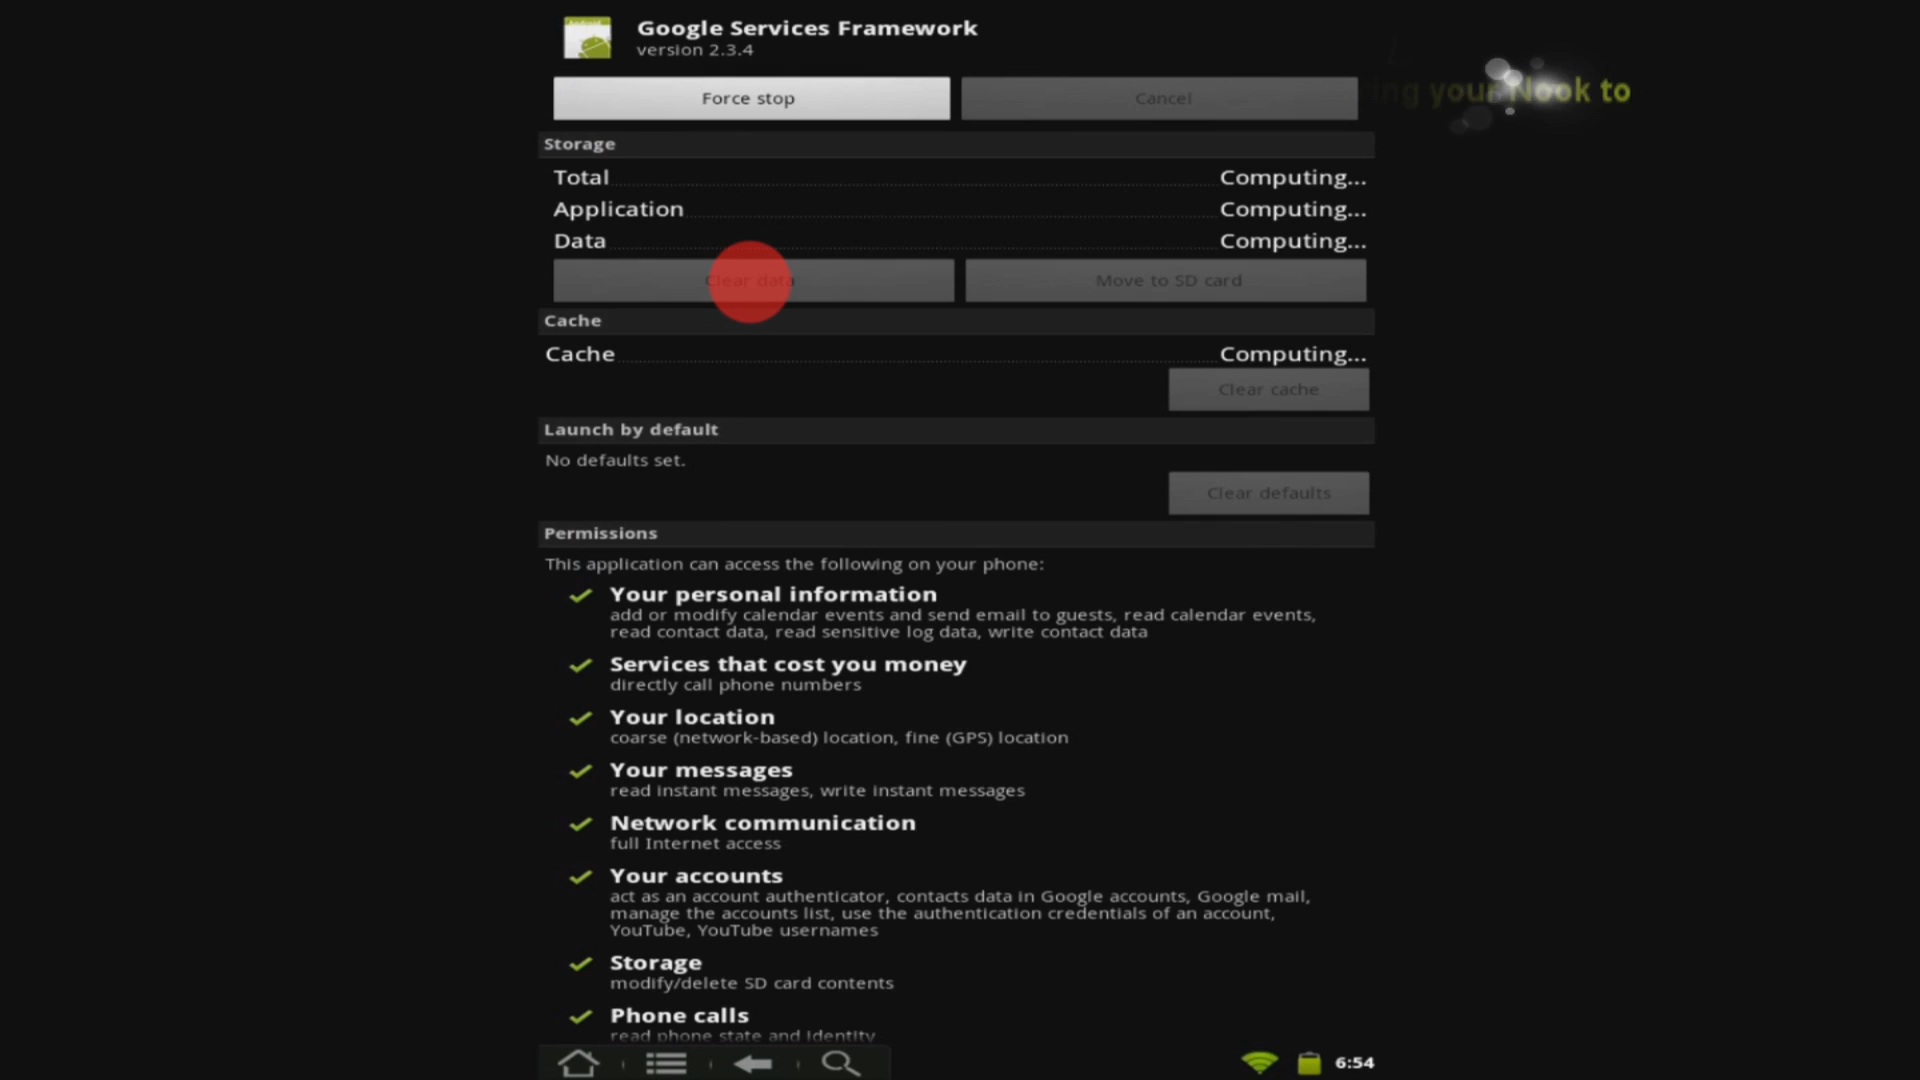 Google Services Framework
version 2.3.4
Force stop
Cancel
your Nook to
Storage
Total
Computing...
Application
Computing...
Data
Computing...
Clear data
Move to SD card
Cache
Cache
Computing...
Clear cache
Launch by default
No defaults set.
Clear defaults
Permissions
This application can access the following on your phone:
Your personal information
add or modify calendar events and send email to guests, read calendar events,
read contact data, read sensitive log data, write contact data
Services that cost you money
directly call phone numbers
Your location
coarse (network-based) location, fine (GPS) location
Your messages
read instant messages, write instant messages
Network communication
full Internet access
Your accounts
act as an account authenticator, contacts data in Google accounts, Google mail,
manage the accounts list, use the authentication credentials of an account,
YouTube, YouTube usernames
Storage
modify/delete SD card contents
Phone calls
read phone state and identity
6:54